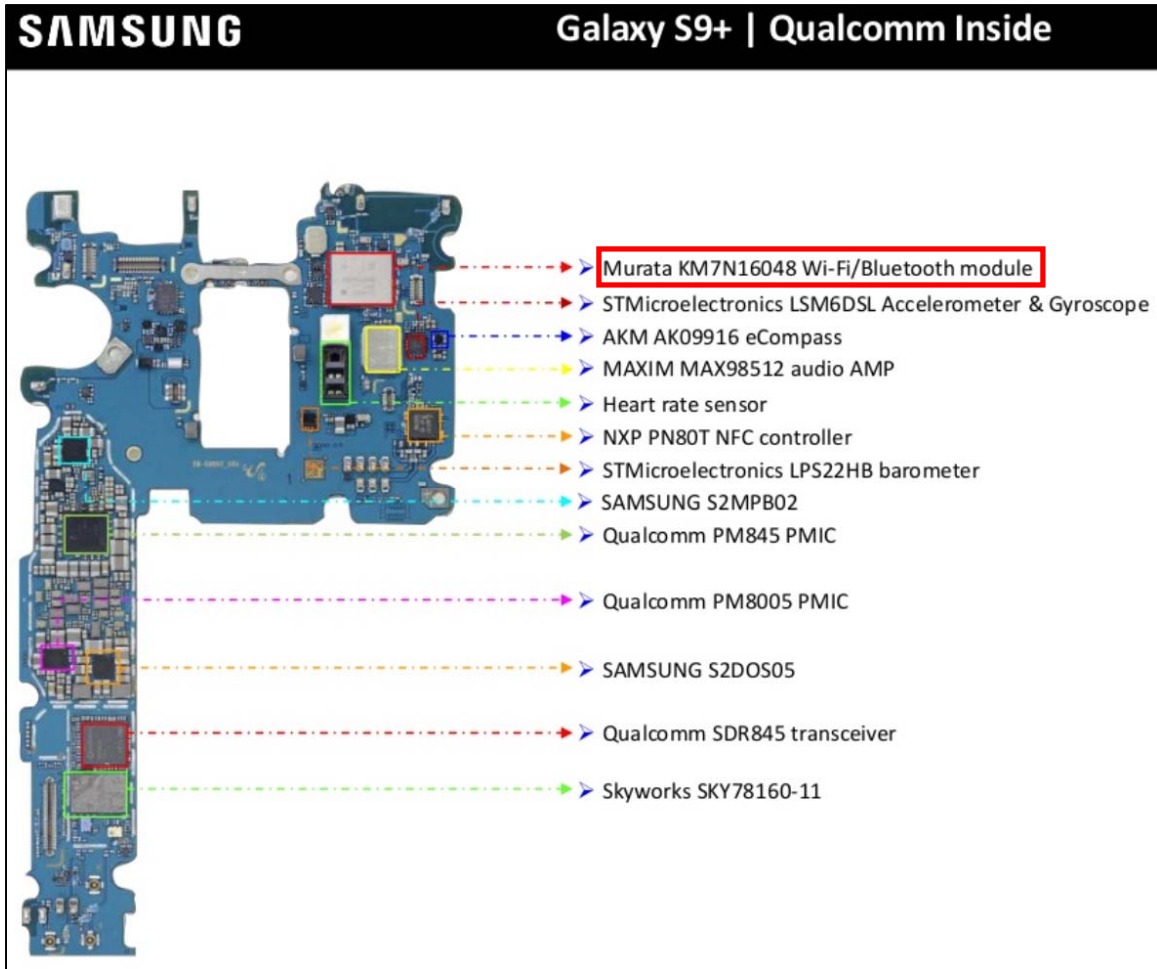 SAMSUNG
Galaxy S9+ | Qualcomm Inside
Murata KM7N16048 Wi-Fi/Bluetooth module
STMicroelectronics LSM6DSL Accelerometer & Gyroscope
AKM AK09916 eCompass
MAXIM MAX98512 audio AMP
Heart rate sensor
NXP PN80T NFC controller
STMicroelectronics LPS22HB barometer
SAMSUNG S2MPB02
Qualcomm PM845 PMIC
Qualcomm PM8005 PMIC
SAMSUNG S2DOS05
Qualcomm SDR845 transceiver
Skyworks SKY78160-11